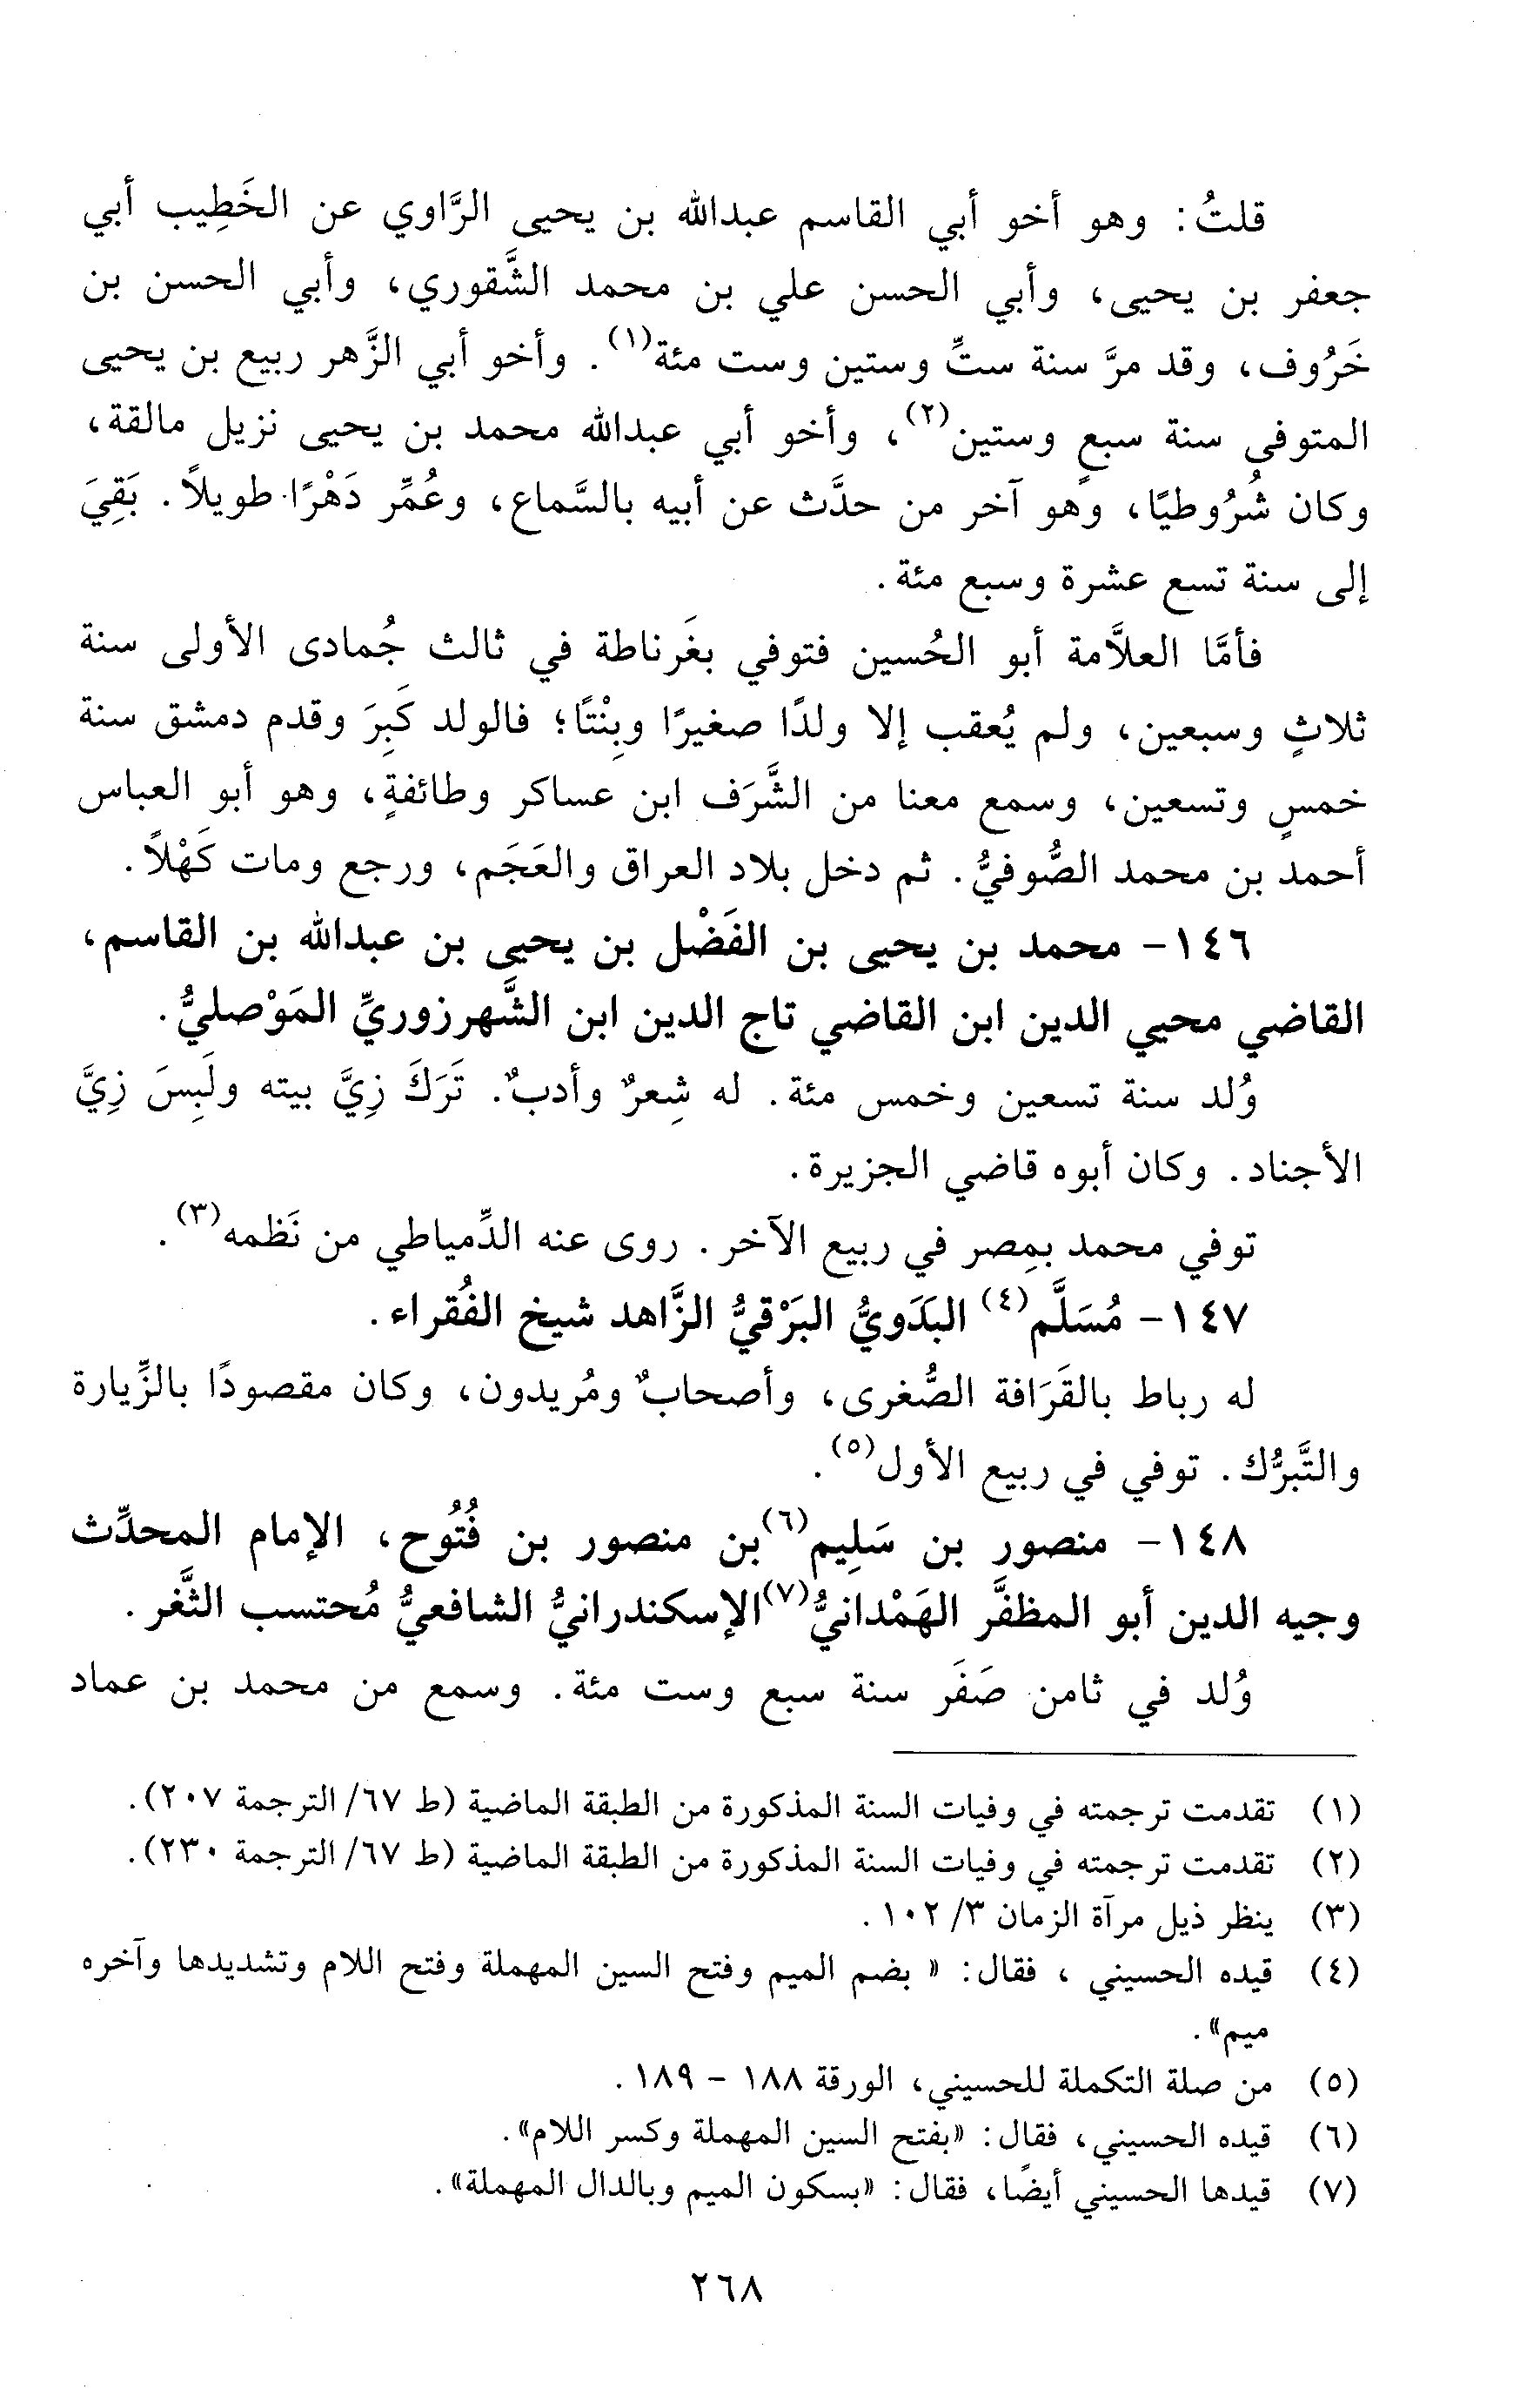 قلتُ: وهو أخو أبي القاسم عبدالله بن يحيى الرَّاوي عن الخَطِيب أبي
جعفر بن يحيى، وأبي الحسن علي بن محمد الشَّقوري، وأبي الحسن بن
خَرُوف، وقد مرَّ سنة ستٍّ وستين وست مئة(١). وأخو أبي الزَّهر ربيع بن يحيى
المتوفى سنة سبعٍ وستين(٢)، وأخو أبي عبدالله محمد بن يحيى نزيل مالقة،
وكان شُرُوطيًا، وهو آخر من حدَّث عن أبيه بالسَّماع، وعُمِّر دَهْرًا طويلاً. بَقِيَ
إلى سنة تسع عشرة وسبع مئة.
فأمَّا العلاَّمة أبو الحُسين فتوفي بغَرناطة في ثالث جُمادى الأولى سنة
ثلاثٍ وسبعين، ولم يُعقب إلا ولدًا صغيرًا وبِنْتًا؛ فالولد كَبِرَ وقدم دمشق سنة
خمسٍ وتسعين، وسمع معنا من الشَّرَف ابن عساكر وطائفةٍ، وهو أبو العباس
أحمد بن محمد الصُّوفيُّ. ثم دخل بلاد العراق والعَجَم، ورجع ومات كَهْلاً.
١٤٦- محمد بن يحيى بن الفَضْل بن يحيى بن عبدالله بن القاسم،
القاضي محيي الدين ابن القاضي تاج الدين ابن الشَّهرزوريِّ المَوْصليُّ.
وُلد سنة تسعين وخمس مئة. له شِعرٌ وأدبٌ. تَرَكَ زِيَّ بيته ولَبِسَ زِيَّ
الأجناد. وكان أبوه قاضي الجزيرة.
توفي محمد بمِصر في ربيع الآخر. روى عنه الدِّمياطي من نَظمه(٣).
١٤٧- مُسَلَّم(٤) البَدَويُّ البَرْقيُّ الزَّاهد شيخ الفُقراء.
له رباط بالقَرَافة الصُّغرى، وأصحابٌ ومُريدون، وكان مقصودًا بالزِّيارة
والتَّبرُّك. توفي في ربيع الأول(٥).
١٤٨- منصور بن سَلِيم(٦)بن منصور بن فُتُوح، الإمام المحدِّث
وجيه الدين أبو المظفَّر الهَمْدانيُّ(٧)الإسكندرانيُّ الشافعيُّ مُحتسب الثَّغر.
وُلد في ثامن صَفَر سنة سبع وست مئة. وسمع من محمد بن عماد
(١) تقدمت ترجمته في وفيات السنة المذكورة من الطبقة الماضية (ط ٦٧/ الترجمة ٢٠٧).
(٢) تقدمت ترجمته في وفيات السنة المذكورة من الطبقة الماضية (ط ٦٧/ الترجمة ٢٣٠).
(٣) ينظر ذيل مرآة الزمان ٣/ ١٠٢.
(٤) قيده الحسيني ، فقال: « بضم الميم وفتح السين المهملة وفتح اللام وتشديدها وآخره
ميم».
(٥) من صلة التكملة للحسيني، الورقة ١٨٨ - ١٨٩.
(٦) قيده الحسيني، فقال: «بفتح السين المهملة وكسر اللام».
(٧) قيدها الحسيني أيضًا، فقال: «بسكون الميم وبالدال المهملة».
٢٦٨